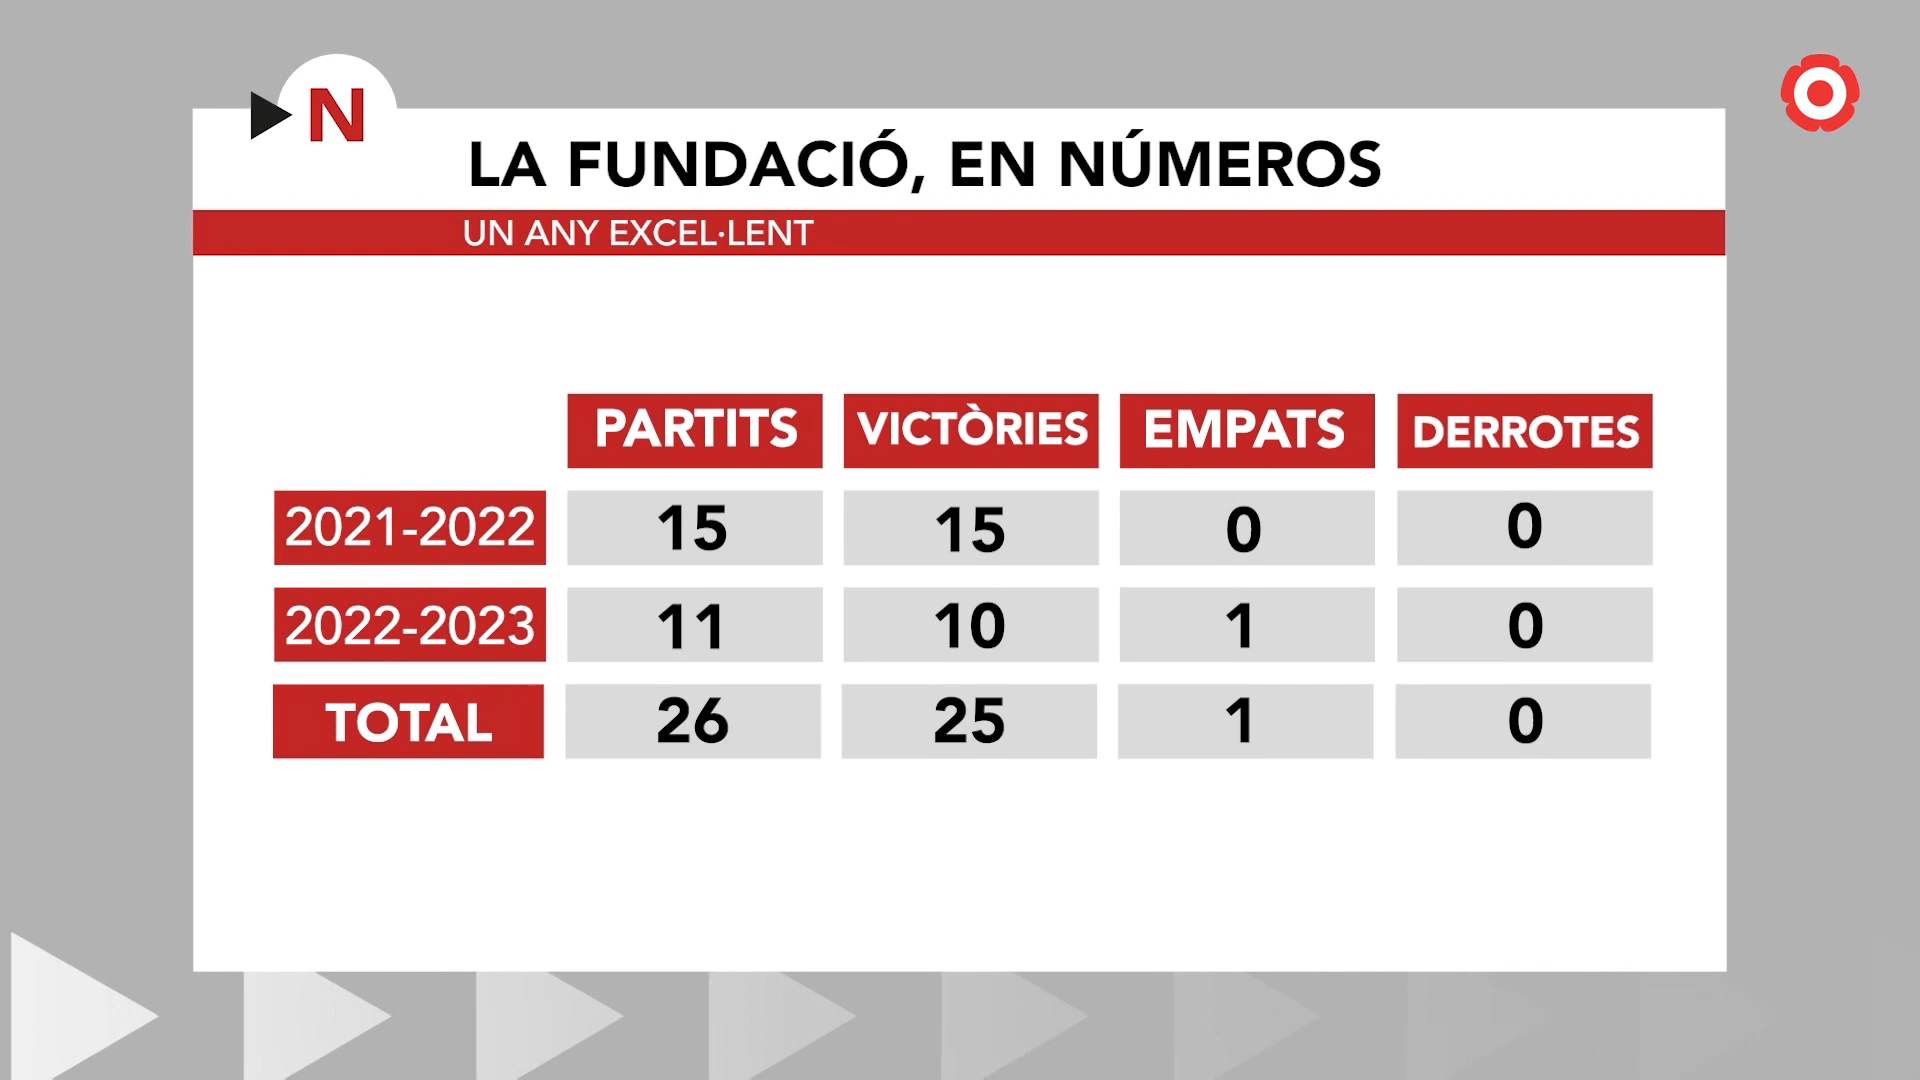 N
LA FUNDACIÓ, EN NÚMEROS
UN ANY EXCEL·LENT
PARTITS VICTÒRIES EMPATS DERROTES
2021-2022 15 15 0 0
2022-2023 11 10 1 0
TOTAL 26 25 1 0